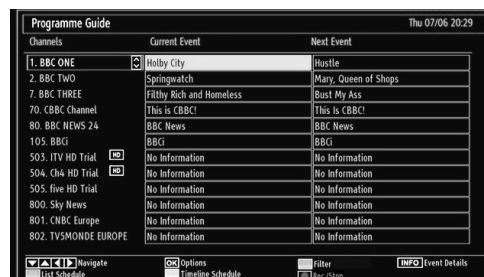 Programme Guide Thu 07/06 20:29
Channels Current Event Next Event
1. BBC ONE Holby City Hustle
2. BBC TWO Springwatch Mary, Queen of Shops
7. BBC THREE Filthy Rich and Homeless Bust My Ass
70. CBBC Channel This is CBBC! This Is CBBC!
80. BBC NEWS 24 BBC News BBC News
105. BBCi BBCi BBCi
503. ITV HD Trial HD No Information No Information
504. Ch4 HD Trial HD No Information No Information
505. five HD Trial No Information No Information
800. Sky News No Information No Information
801. CNBC Europe No Information No Information
802. TV5MONDE EUROPE No Information No Information
Navigate OK Options Filter INFO Event Details
List Schedule Timeline Schedule Rec/Stop